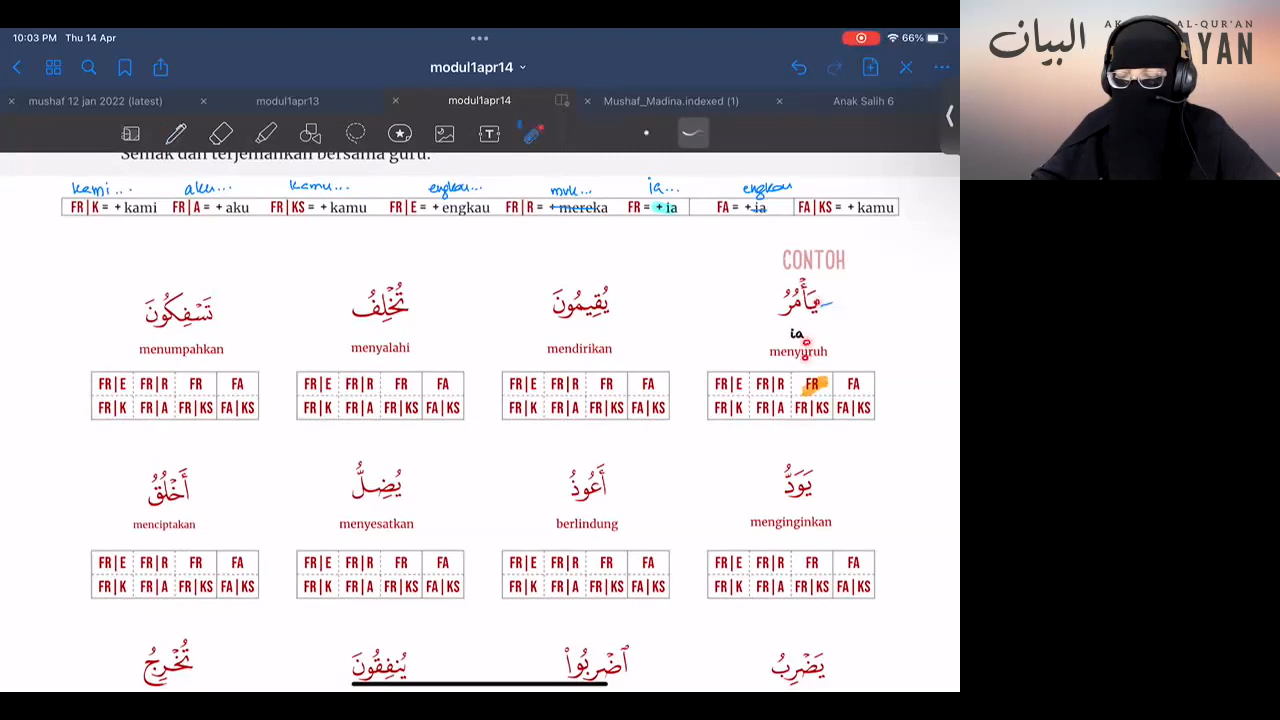 10:03 PM Thu 14 Apr
66%
modul1apr14
mushaf 12 jan 2022 (latest) modul1apr13 modul1apr14 Mushaf_Madina.indexed (1) Anak Salih 6
Semak dan terjemahkan bersama guru.
kami... aku... kamu... engkau... mrk... ia... engkau
FR|K = + kami FR|A = + aku FR|KS = + kamu FR|E = + engkau FR|R = + mereka FR = + ia FA = + ia FA|KS = + kamu
CONTOH
تَسْفِكُونَ تُخْلِفُ يُقِيمُونَ يَأْمُرُ
ia
menumpahkan menyalahi mendirikan menyuruh
FR|E FR|R FR FA FR|E FR|R FR FA FR|E FR|R FR FA FR|E FR|R FR FA
FR|K FR|A FR|KS FA|KS FR|K FR|A FR|KS FA|KS FR|K FR|A FR|KS FA|KS FR|K FR|A FR|KS FA|KS
أَخْلُقُ يُضِلُّ أَعُوذُ يَوَدُّ
menciptakan menyesatkan berlindung menginginkan
FR|E FR|R FR FA FR|E FR|R FR FA FR|E FR|R FR FA FR|E FR|R FR FA
FR|K FR|A FR|KS FA|KS FR|K FR|A FR|KS FA|KS FR|K FR|A FR|KS FA|KS FR|K FR|A FR|KS FA|KS
تُخْرِجُ يُنفِقُونَ ٱضْرِبُوا۟ يَضْرِبُ
البيان
AL-QUR'AN